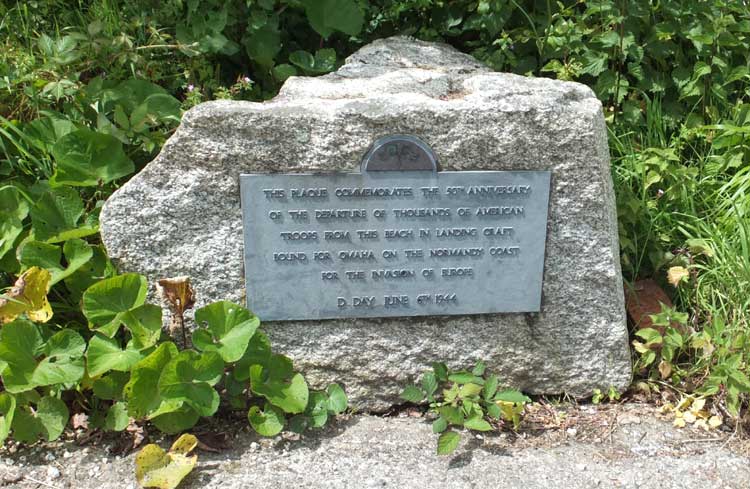 THIS PLAQUE COMMEMORATES THE 50TH ANNIVERSARY
OF THE DEPARTURE OF THOUSANDS OF AMERICAN
TROOPS FROM THIS BEACH IN LANDING CRAFT
BOUND FOR OMAHA ON THE NORMANDY COAST
FOR THE INVASION OF EUROPE
D. DAY JUNE 6TH 1944